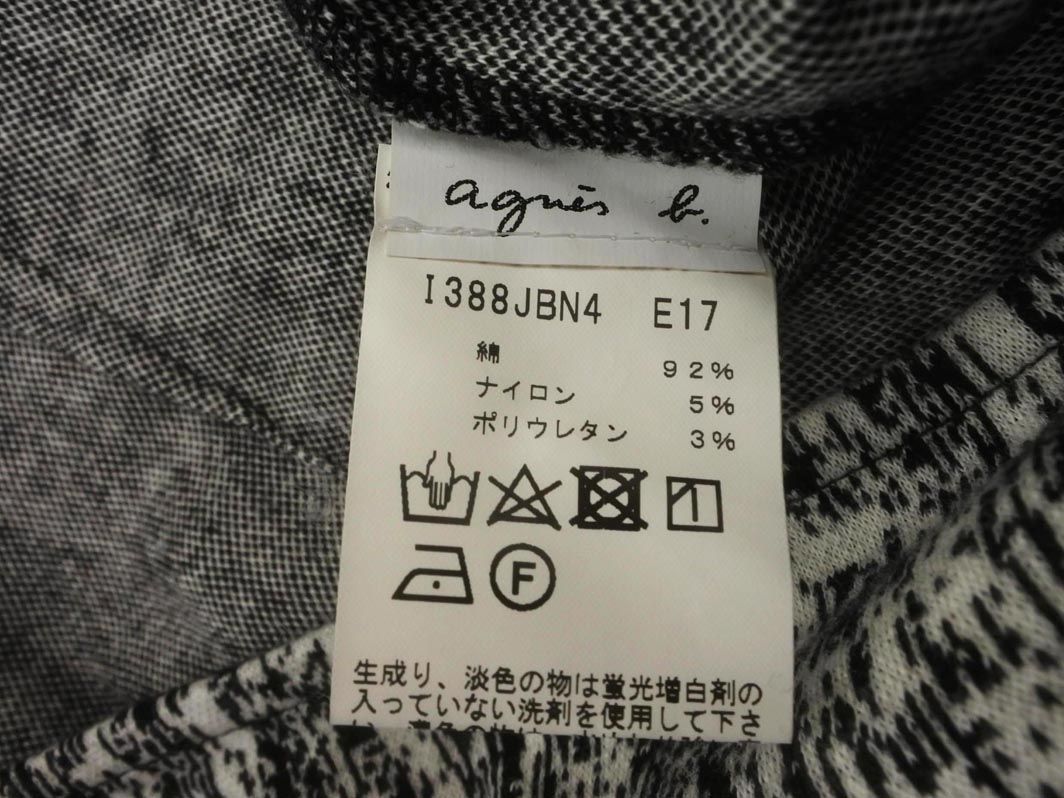 agnès b.
I388JBN4 E17
綿 92%
ナイロン 5%
ポリウレタン 3%
F
生成り、淡色の物は蛍光増白剤の
入っていない洗剤を使用して下さ